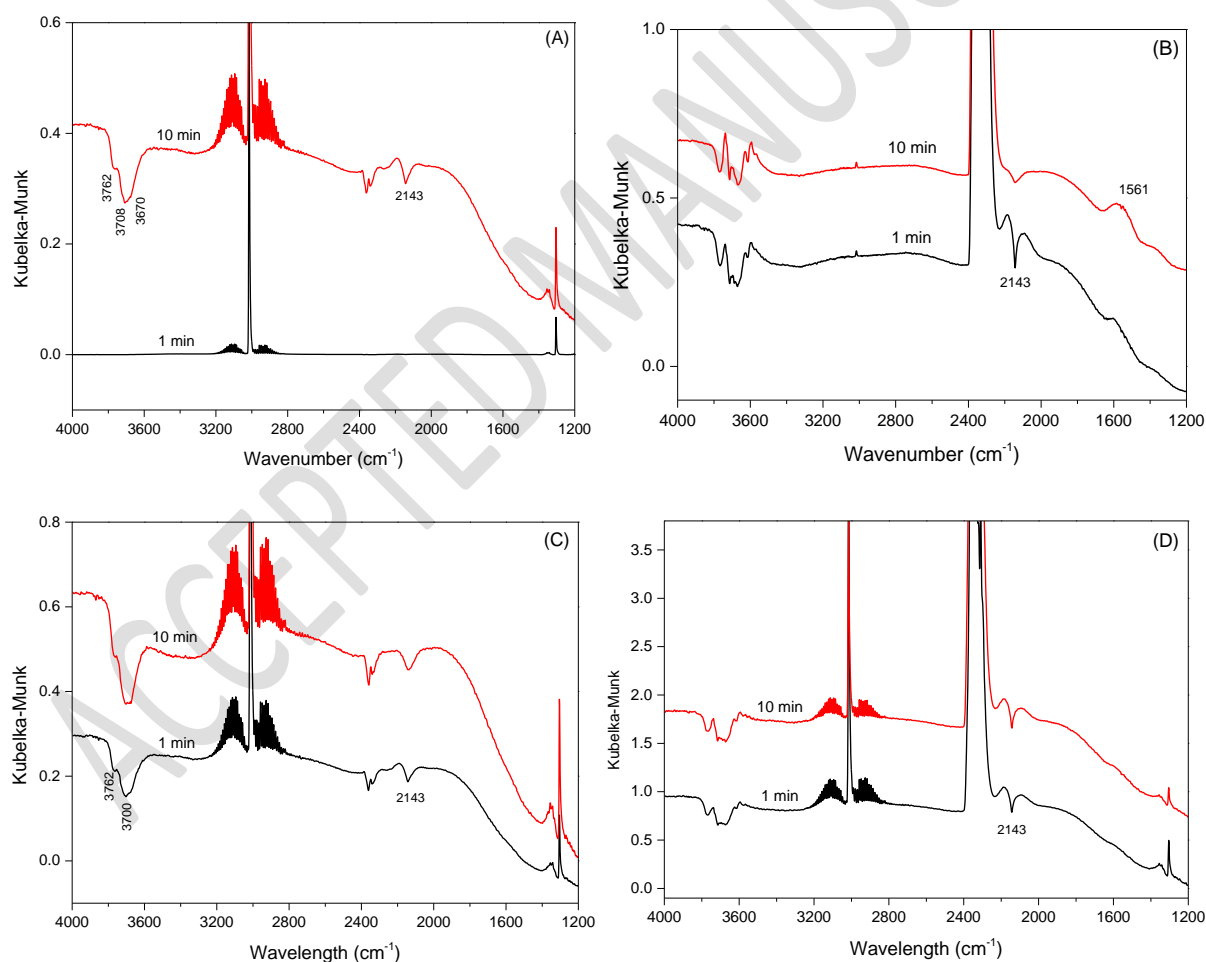 (A)
0.6
0.4
0.2
0.0
Kubelka-Munk
10 min
3762
3708
3670
2143
1 min
4000 3600 3200 2800 2400 2000 1600 1200
Wavenumber (cm-1)
(B)
1.0
0.5
0.0
Kubelka-Munk
10 min
1561
1 min
2143
4000 3600 3200 2800 2400 2000 1600 1200
Wavenumber (cm-1)
(C)
0.8
0.6
0.4
0.2
0.0
Kubelka-Munk
10 min
1 min
3762
3700
2143
4000 3600 3200 2800 2400 2000 1600 1200
Wavelength (cm-1)
(D)
3.5
3.0
2.5
2.0
1.5
1.0
0.5
0.0
Kubelka-Munk
10 min
1 min
2143
4000 3600 3200 2800 2400 2000 1600 1200
Wavelength (cm-1)
ACCEPTED MANUS